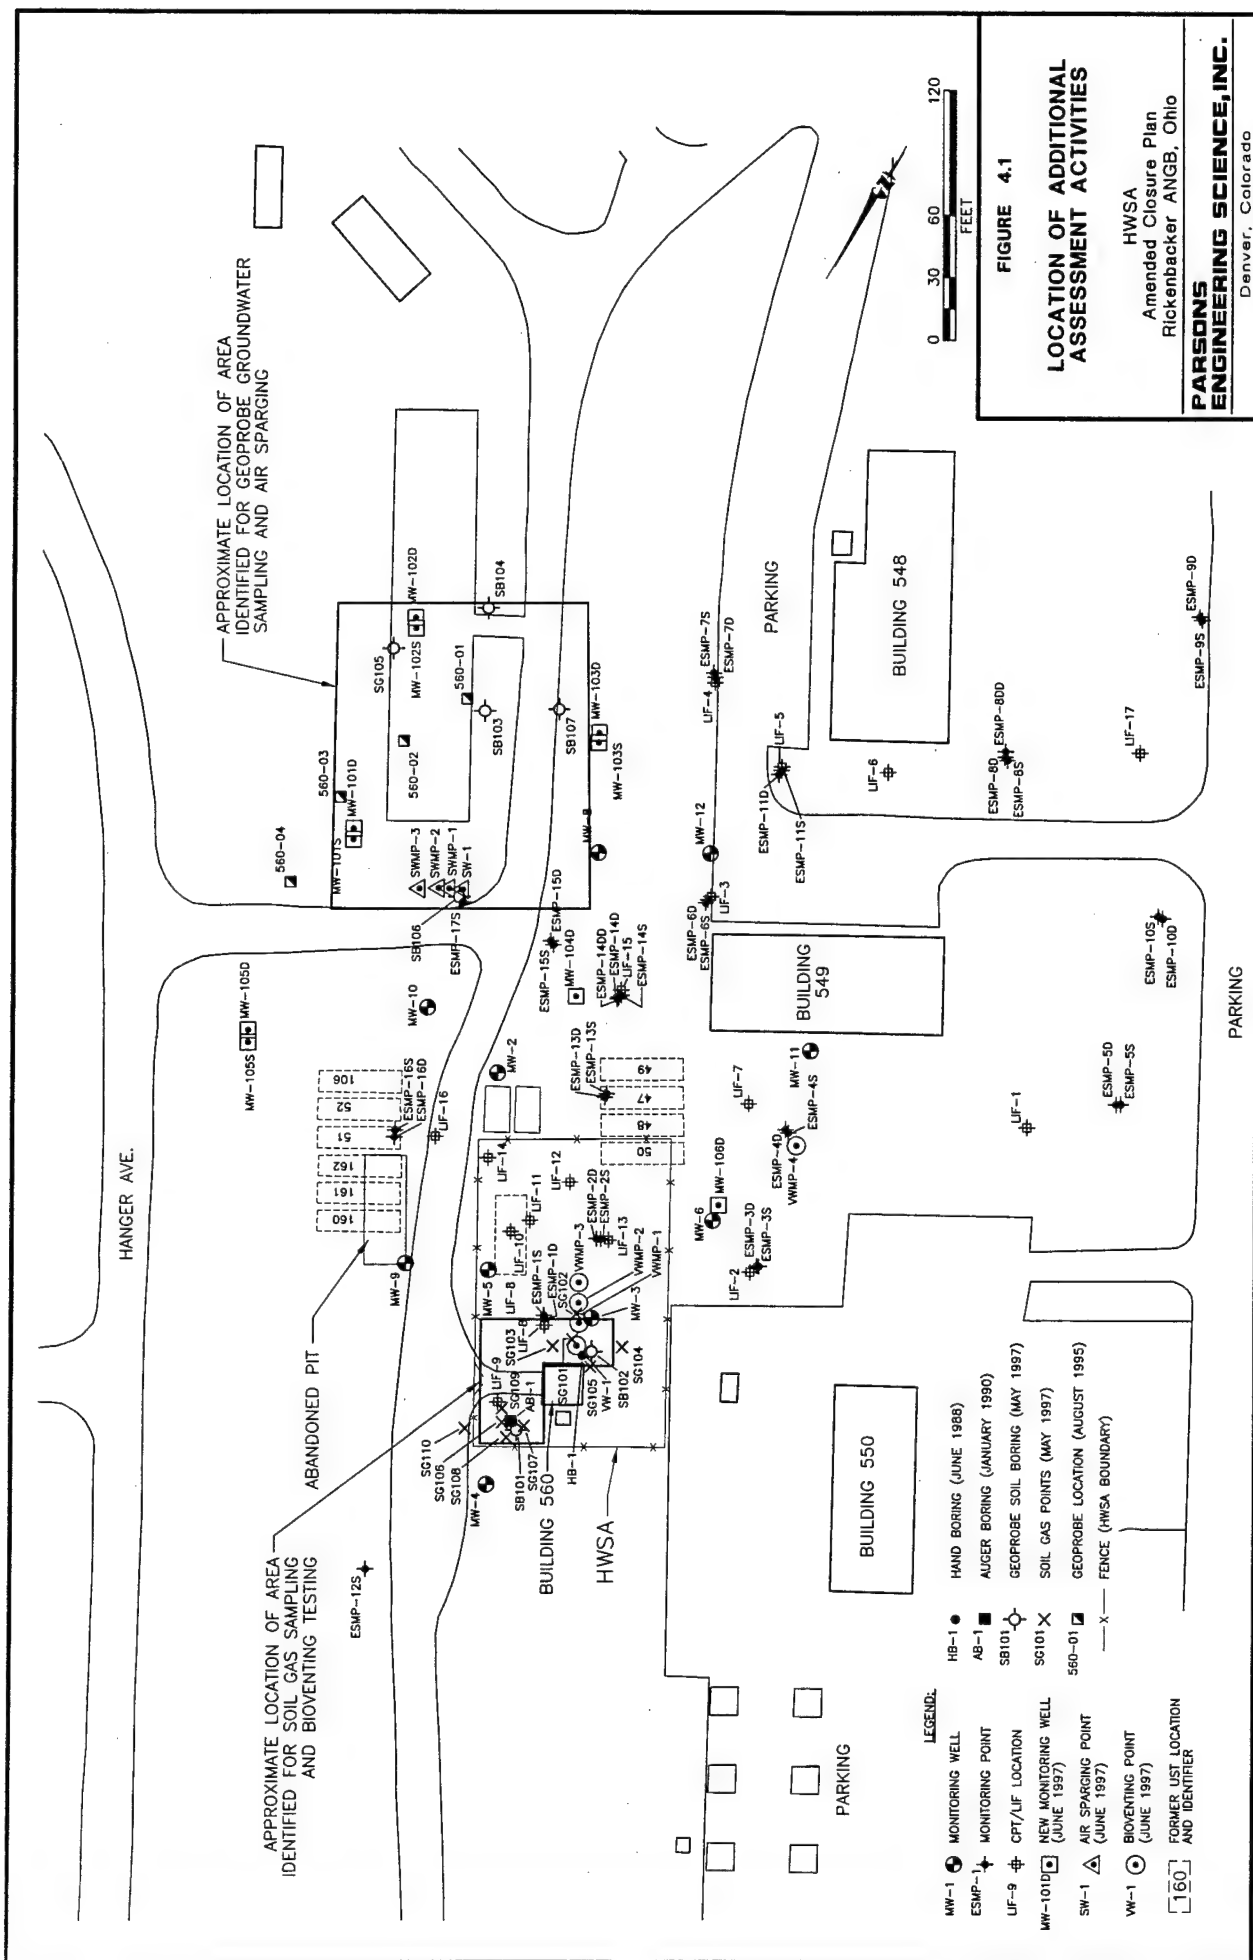 HANGER AVE.
APPROXIMATE LOCATION OF AREA
IDENTIFIED FOR SOIL GAS SAMPLING
AND BIOVENTING TESTING
ABANDONED PIT
APPROXIMATE LOCATION OF AREA
IDENTIFIED FOR GEOPROBE GROUNDWATER
SAMPLING AND AIR SPARGING
ESMP-12S
MW-9
160
161
162
51
52
106
ESMP-16S
ESMP-16D
LIF-16
MW-105S
MW-105D
MW-10
560-04
MW-101S
560-03
MW-101D
560-02
SG105
MW-102S
MW-102D
560-01
SB103
SB104
SB107
MW-103D
MW-103S
SWMP-3
SWMP-2
SWMP-1
SW-1
SB106
ESMP-17S
MW-8
ESMP-15S
ESMP-15D
MW-104D
ESMP-14DD
ESMP-14D
LIF-15
ESMP-14S
MW-2
ESMP-13D
ESMP-13S
50
48
47
49
LIF-14
LIF-12
LIF-11
LIF-10
MW-5
LIF-8
ESMP-1S
ESMP-1D
SG102
VWMP-3
ESMP-2D
ESMP-2S
LIF-13
VWMP-2
VWMP-1
MW-3
LIF-8
SG103
LIF-9
SG109
AB-1
SG101
SG105
VW-1
SB102
SG104
SG110
SG106
SG108
MW-4
SB101
SG107
BUILDING 560
HB-1
HWSA
MW-6
MW-106D
LIF-2
ESMP-3D
ESMP-3S
LIF-7
MW-11
ESMP-4D
VWMP-4
ESMP-4S
BUILDING
549
ESMP-6D
ESMP-6S
LIF-3
MW-12
LIF-4
ESMP-7S
ESMP-7D
PARKING
LIF-5
ESMP-11D
ESMP-11S
LIF-6
BUILDING 548
ESMP-8D
ESMP-8S
ESMP-8DD
LIF-17
ESMP-9S
ESMP-9D
ESMP-10S
ESMP-10D
LIF-1
ESMP-5D
ESMP-5S
PARKING
BUILDING 550
PARKING
LEGEND:
MW-1 MONITORING WELL
ESMP-1 MONITORING POINT
LIF-9 CPT/LIF LOCATION
MW-101D NEW MONITORING WELL
(JUNE 1997)
SW-1 AIR SPARGING POINT
(JUNE 1997)
VW-1 BIOVENTING POINT
(JUNE 1997)
160 FORMER UST LOCATION
AND IDENTIFIER
HB-1 HAND BORING (JUNE 1988)
AB-1 AUGER BORING (JANUARY 1990)
SB101 GEOPROBE SOIL BORING (MAY 1997)
SG101 SOIL GAS POINTS (MAY 1997)
560-01 GEOPROBE LOCATION (AUGUST 1995)
x FENCE (HWSA BOUNDARY)
0 30 60 120
FEET
FIGURE 4.1
LOCATION OF ADDITIONAL
ASSESSMENT ACTIVITIES
HWSA
Amended Closure Plan
Rickenbacker ANGB, Ohio
PARSONS
ENGINEERING SCIENCE, INC.
Denver, Colorado